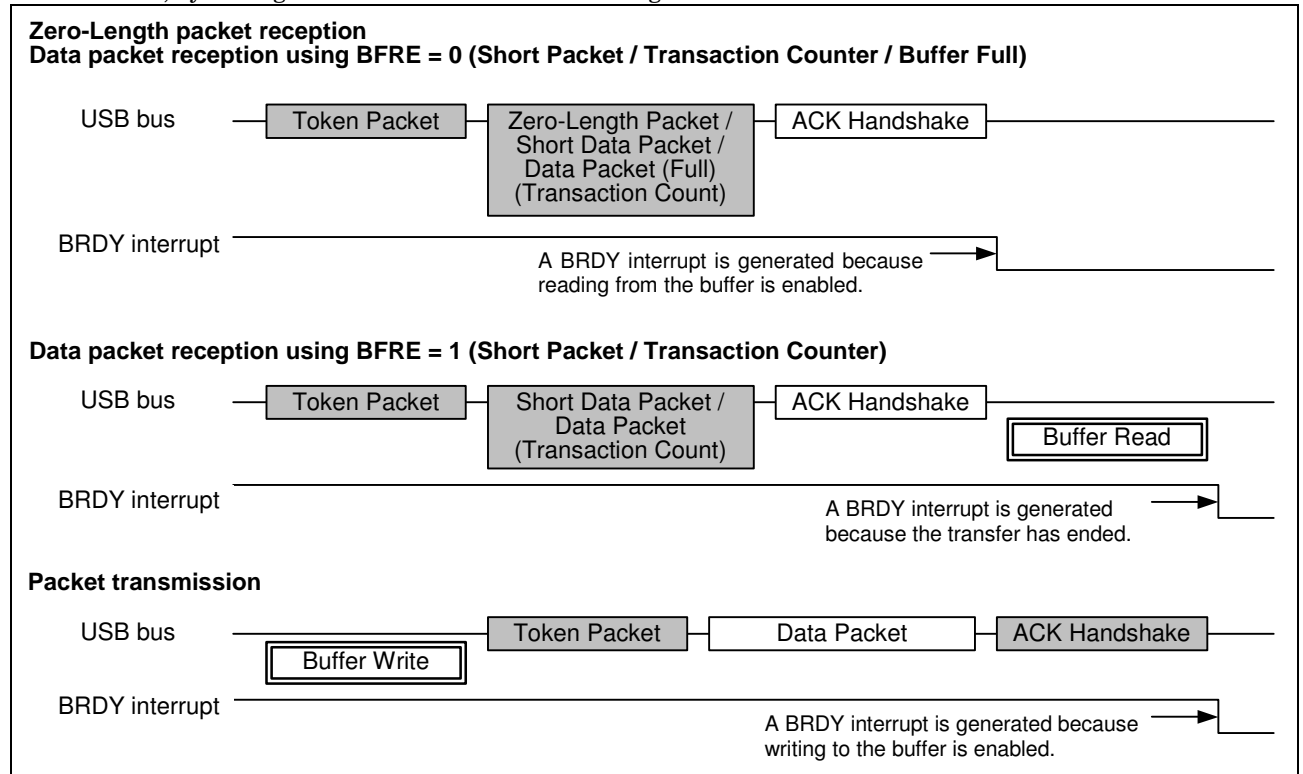 Zero-Length packet reception
Data packet reception using BFRE = 0 (Short Packet / Transaction Counter / Buffer Full)
USB bus Token Packet Zero-Length Packet / ACK Handshake
Short Data Packet /
Data Packet (Full)
(Transaction Count)
BRDY interrupt
A BRDY interrupt is generated because
reading from the buffer is enabled.
Data packet reception using BFRE = 1 (Short Packet / Transaction Counter)
USB bus Token Packet Short Data Packet / ACK Handshake
Data Packet
(Transaction Count)
Buffer Read
BRDY interrupt
A BRDY interrupt is generated
because the transfer has ended.
Packet transmission
USB bus Token Packet Data Packet ACK Handshake
Buffer Write
BRDY interrupt
A BRDY interrupt is generated because
writing to the buffer is enabled.